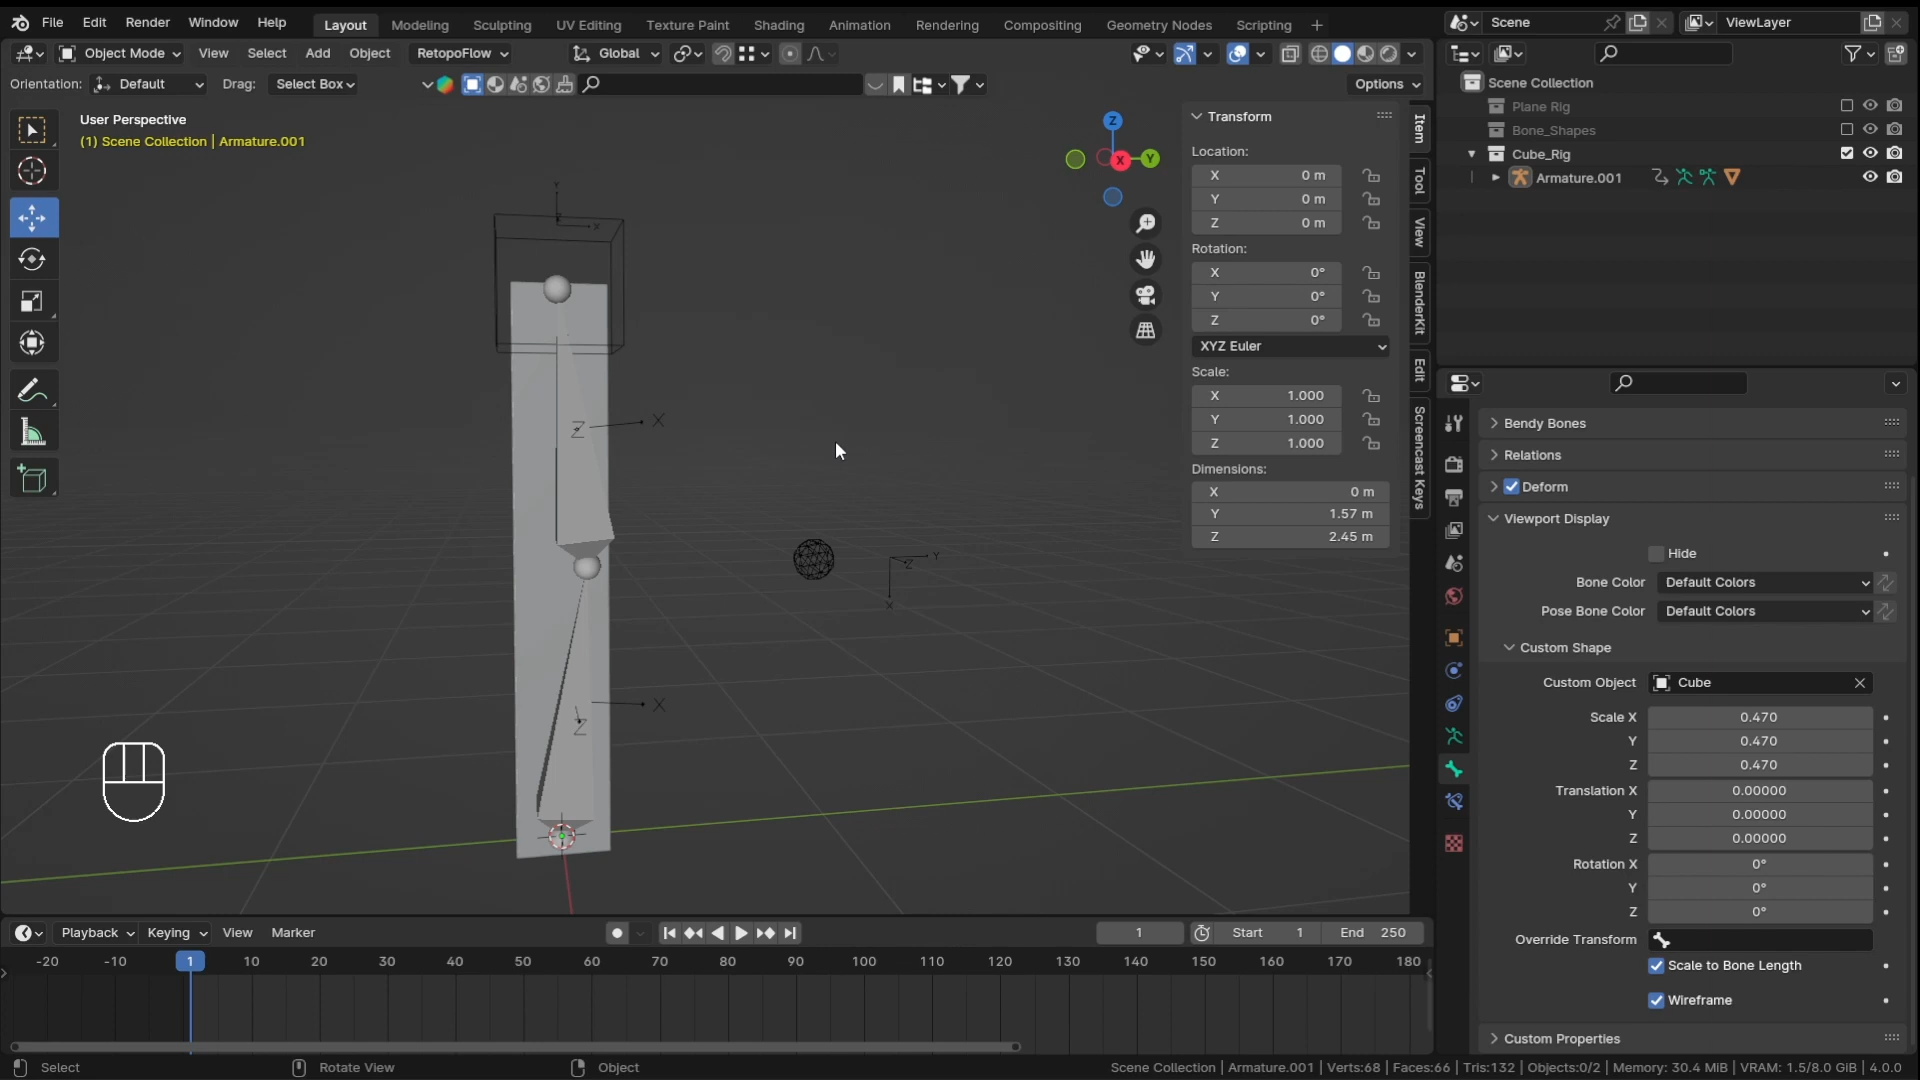 File Edit Render Window Help Layout Modeling Sculpting UV Editing Texture Paint Shading Animation Rendering Compositing Geometry Nodes Scripting + Scene ViewLayer
Object Mode View Select Add Object RetopoFlow Global
Orientation: Default Drag: Select Box Options
User Perspective
(1) Scene Collection | Armature.001
Z
X
Y
Transform
Location:
X 0 m
Y 0 m
Z 0 m
Rotation:
X 0°
Y 0°
Z 0°
XYZ Euler
Scale:
X 1.000
Y 1.000
Z 1.000
Dimensions:
X 0 m
Y 1.57 m
Z 2.45 m
Item
Tool
View
BlenderKit
Edit
Screencast Keys
Y
X
Z X
Y
Z
X
X
Z
Scene Collection
Plane Rig
Bone_Shapes
Cube_Rig
Armature.001
Bendy Bones
Relations
Deform
Viewport Display
Hide
Bone Color Default Colors
Pose Bone Color Default Colors
Custom Shape
Custom Object Cube
Scale X 0.470
Y 0.470
Z 0.470
Translation X 0.00000
Y 0.00000
Z 0.00000
Rotation X 0°
Y 0°
Z 0°
Override Transform
Scale to Bone Length
Wireframe
Custom Properties
Playback Keying View Marker 1 Start 1 End 250
-20 -10 1 10 20 30 40 50 60 70 80 90 100 110 120 130 140 150 160 170 180
Select Rotate View Object Scene Collection | Armature.001 | Verts:68 | Faces:66 | Tris:132 | Objects:0/2 | Memory: 30.4 MiB | VRAM: 1.5/8.0 GiB | 4.0.0